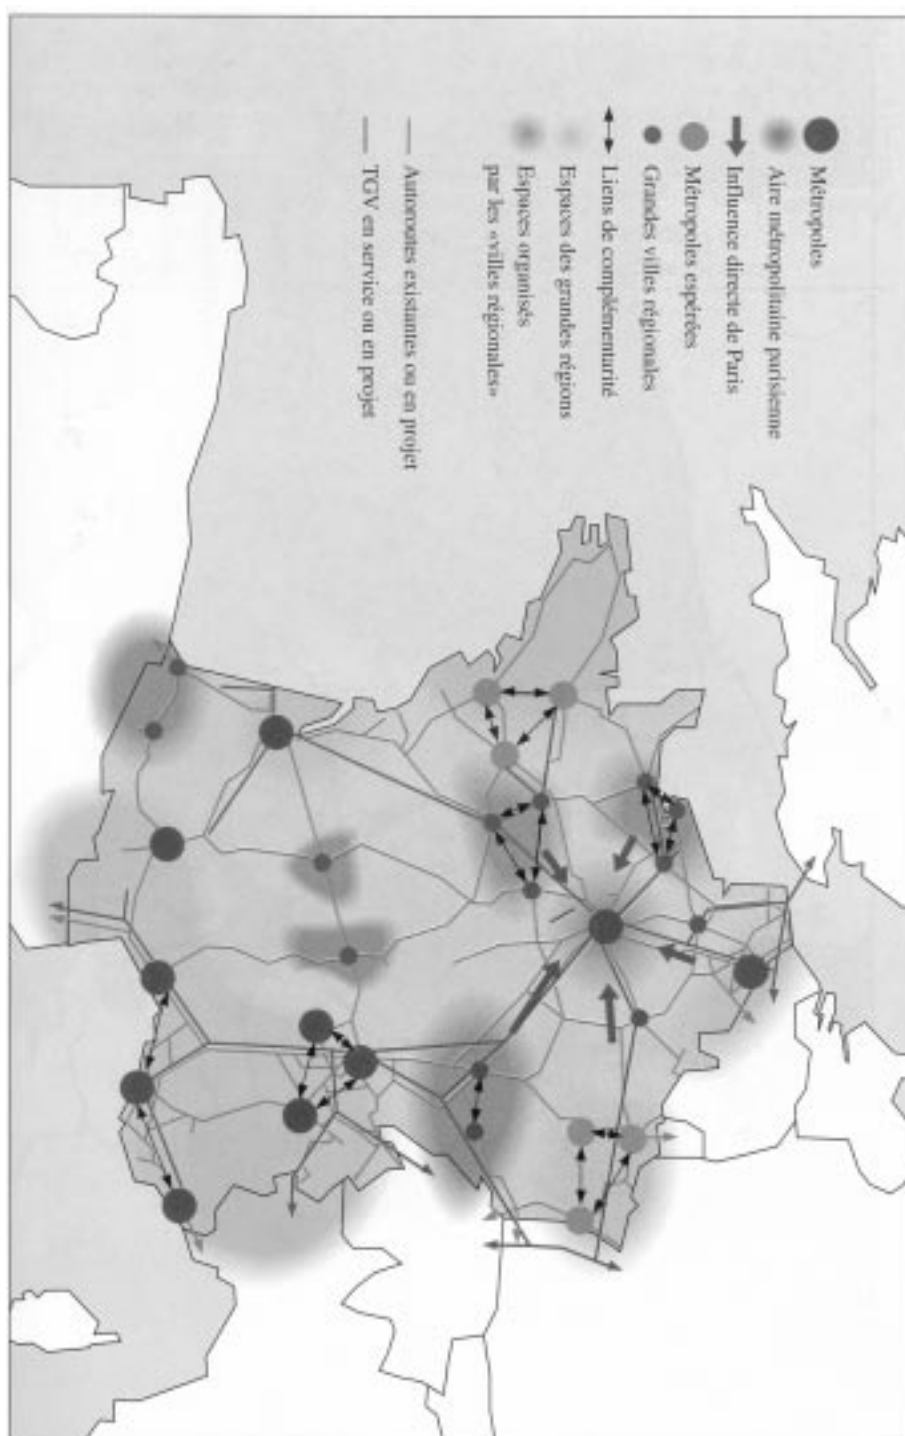 Métropoles
Aire métropolitaine parisienne
Influence directe de Paris
Métropoles espérées
Grandes villes régionales
Liens de complémentarité
Espaces des grandes régions
Espaces organisés
par les «villes régionales»
Autoroutes existantes ou en projet
TGV en service ou en projet